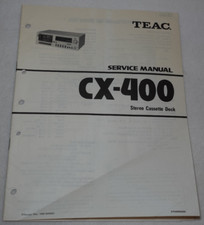 TEAC
SERVICE MANUAL
CX-400
Stereo Cassette Deck